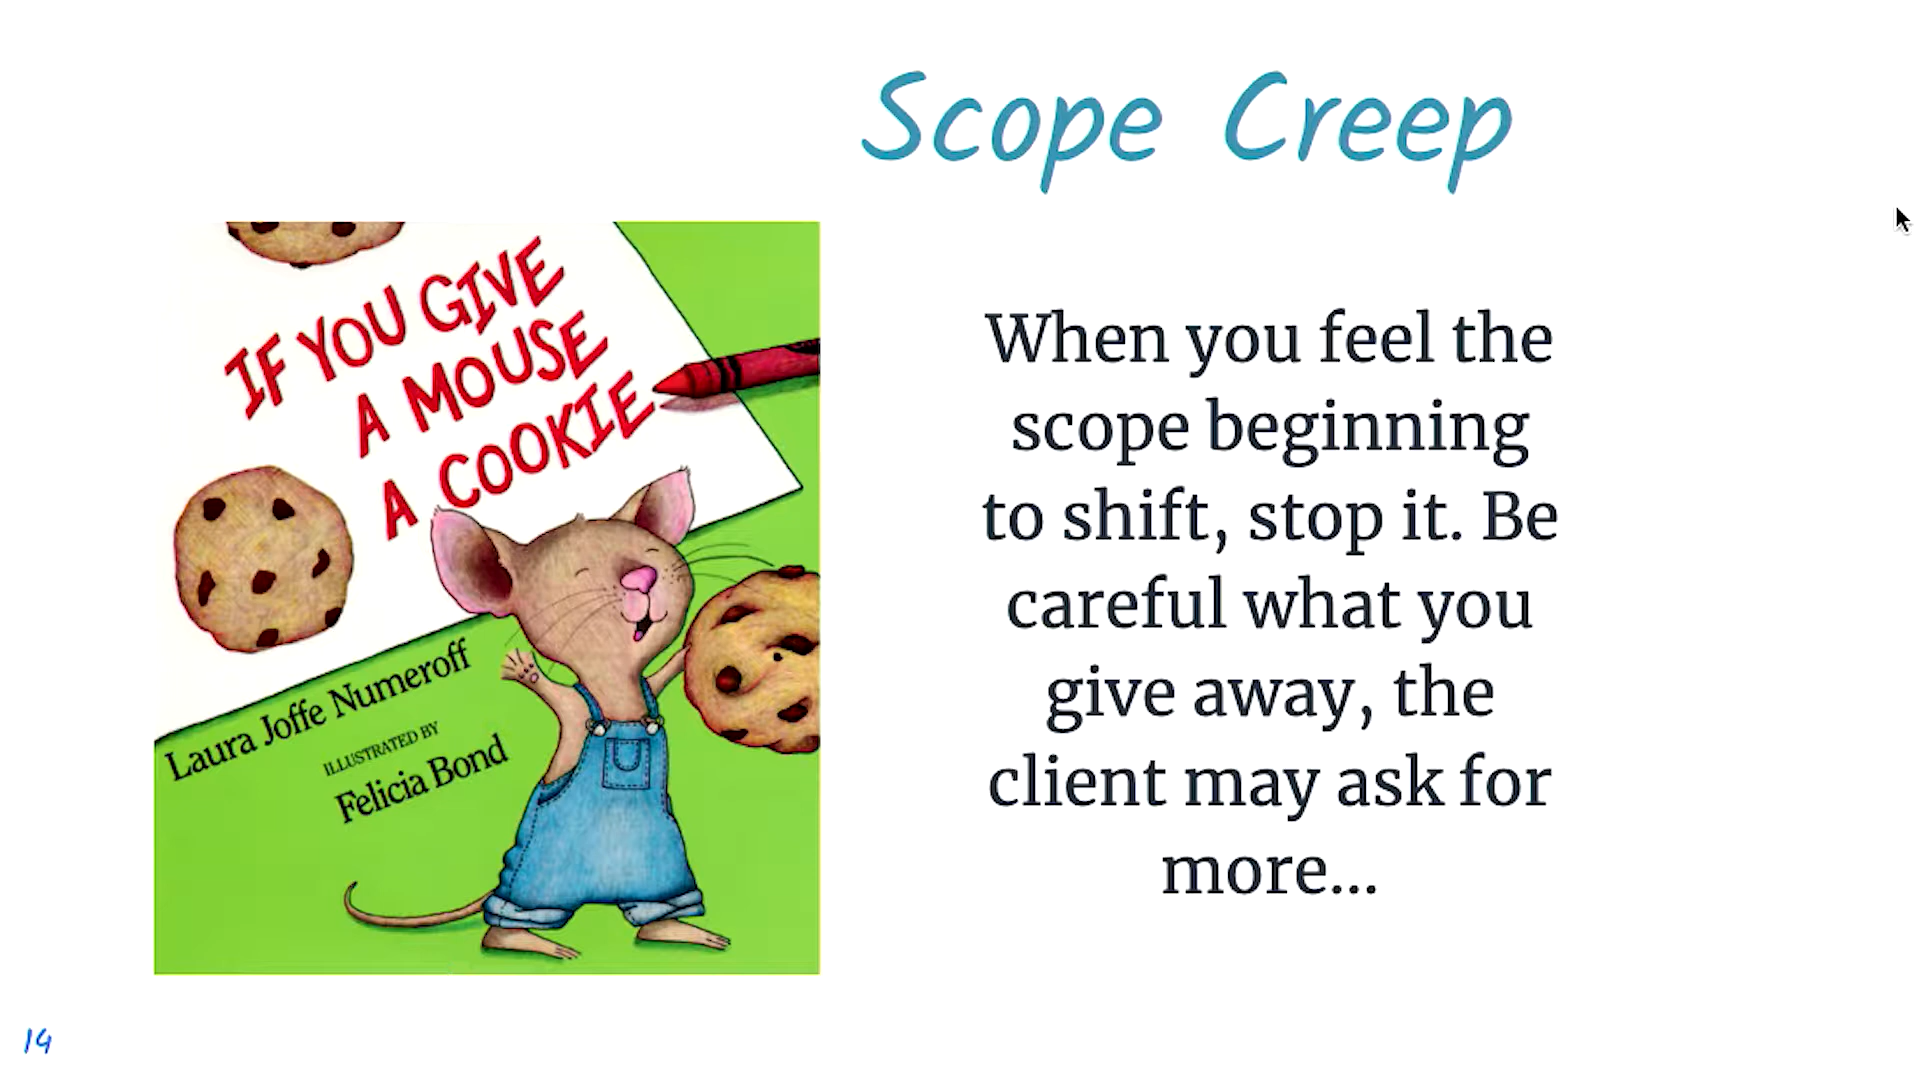 Scope Creep
IF YOU GIVE
A MOUSE
A COOKIE
Laura Joffe Numeroff
ILLUSTRATED BY
Felicia Bond
When you feel the
scope beginning
to shift, stop it. Be
careful what you
give away, the
client may ask for
more...
14